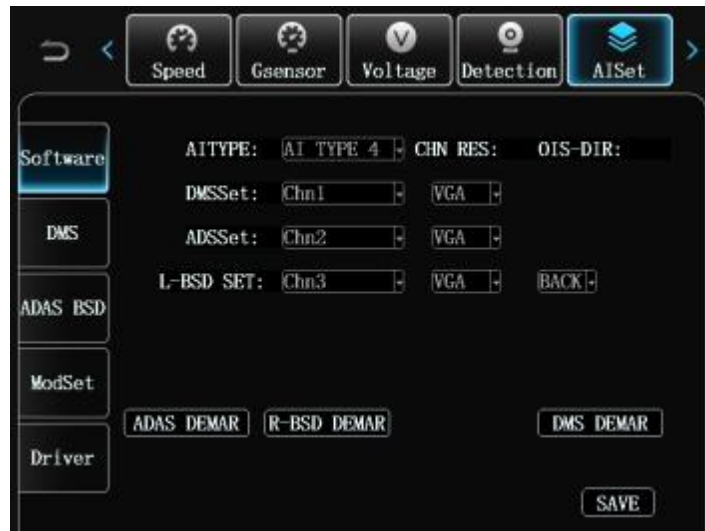 Speed Gsensor Voltage Detection AISet
Software
AITYPE: AI TYPE 4 CHN RES: OIS-DIR:
DMSSet: Chn1 VGA
DMS
ADSSet: Chn2 VGA
L-BSD SET: Chn3 VGA BACK
ADAS BSD
ModSet
ADAS DEMAR R-BSD DEMAR DMS DEMAR
Driver
SAVE